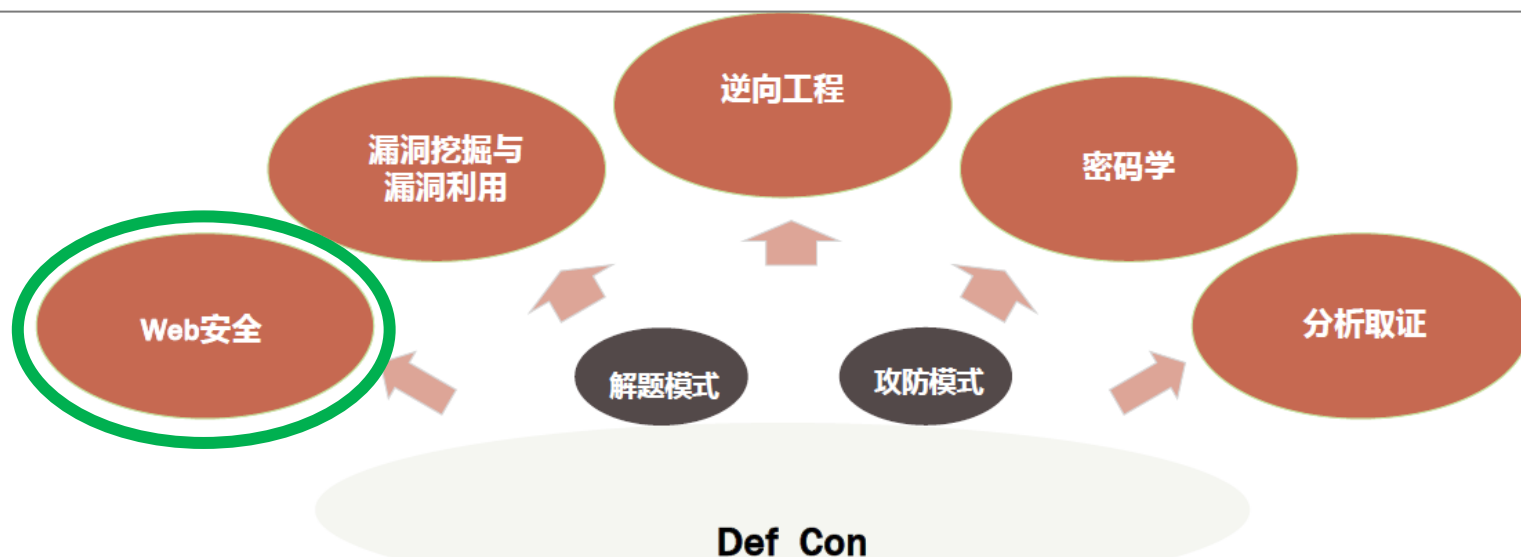 逆向工程
漏洞挖掘与
漏洞利用
密码学
Web安全
分析取证
解题模式
攻防模式
Def Con